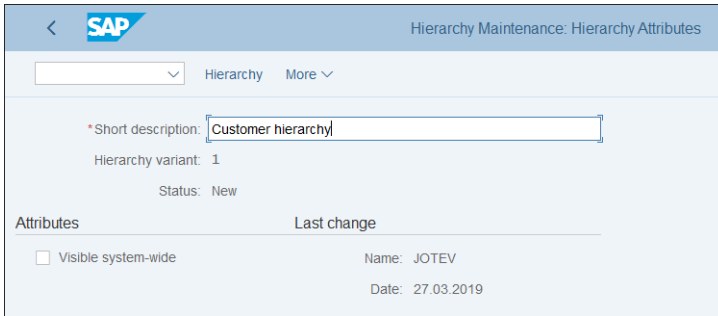 SAP Hierarchy Maintenance: Hierarchy Attributes
Hierarchy More
*Short description: Customer hierarchy
Hierarchy variant: 1
Status: New
Attributes Last change
Visible system-wide Name: JOTEV
Date: 27.03.2019